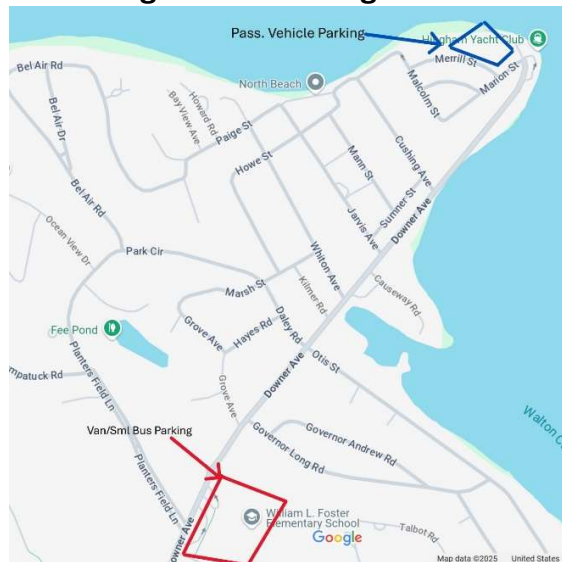 Pass. Vehicle Parking
Hingham Yacht Club
Merrill St
Marion St
Malcolm St
Bel Air Rd
North Beach
Howard Rd
Bay View Ave
Paige St
Bel Air Dr
Howe St
Cushing Ave
Mann St
Sumner St
Jarvis Ave
Downer Ave
Bel Air Rd
Ocean View Dr
Park Cir
Whiton Ave
Kilmer Rd
Causeway Rd
Marsh St
Daley Rd
Grove Ave
Hayes Rd
Fee Pond
Otis St
Downer Ave
mpatuck Rd
Planters Field Ln
Grove Ave
Walton
Van/Sml Bus Parking
Governor Andrew Rd
Governor Long Rd
Planters Field Ln
William L. Foster
Elementary School
Talbot Rd
Downer Ave
Google
Map data ©2025 United States